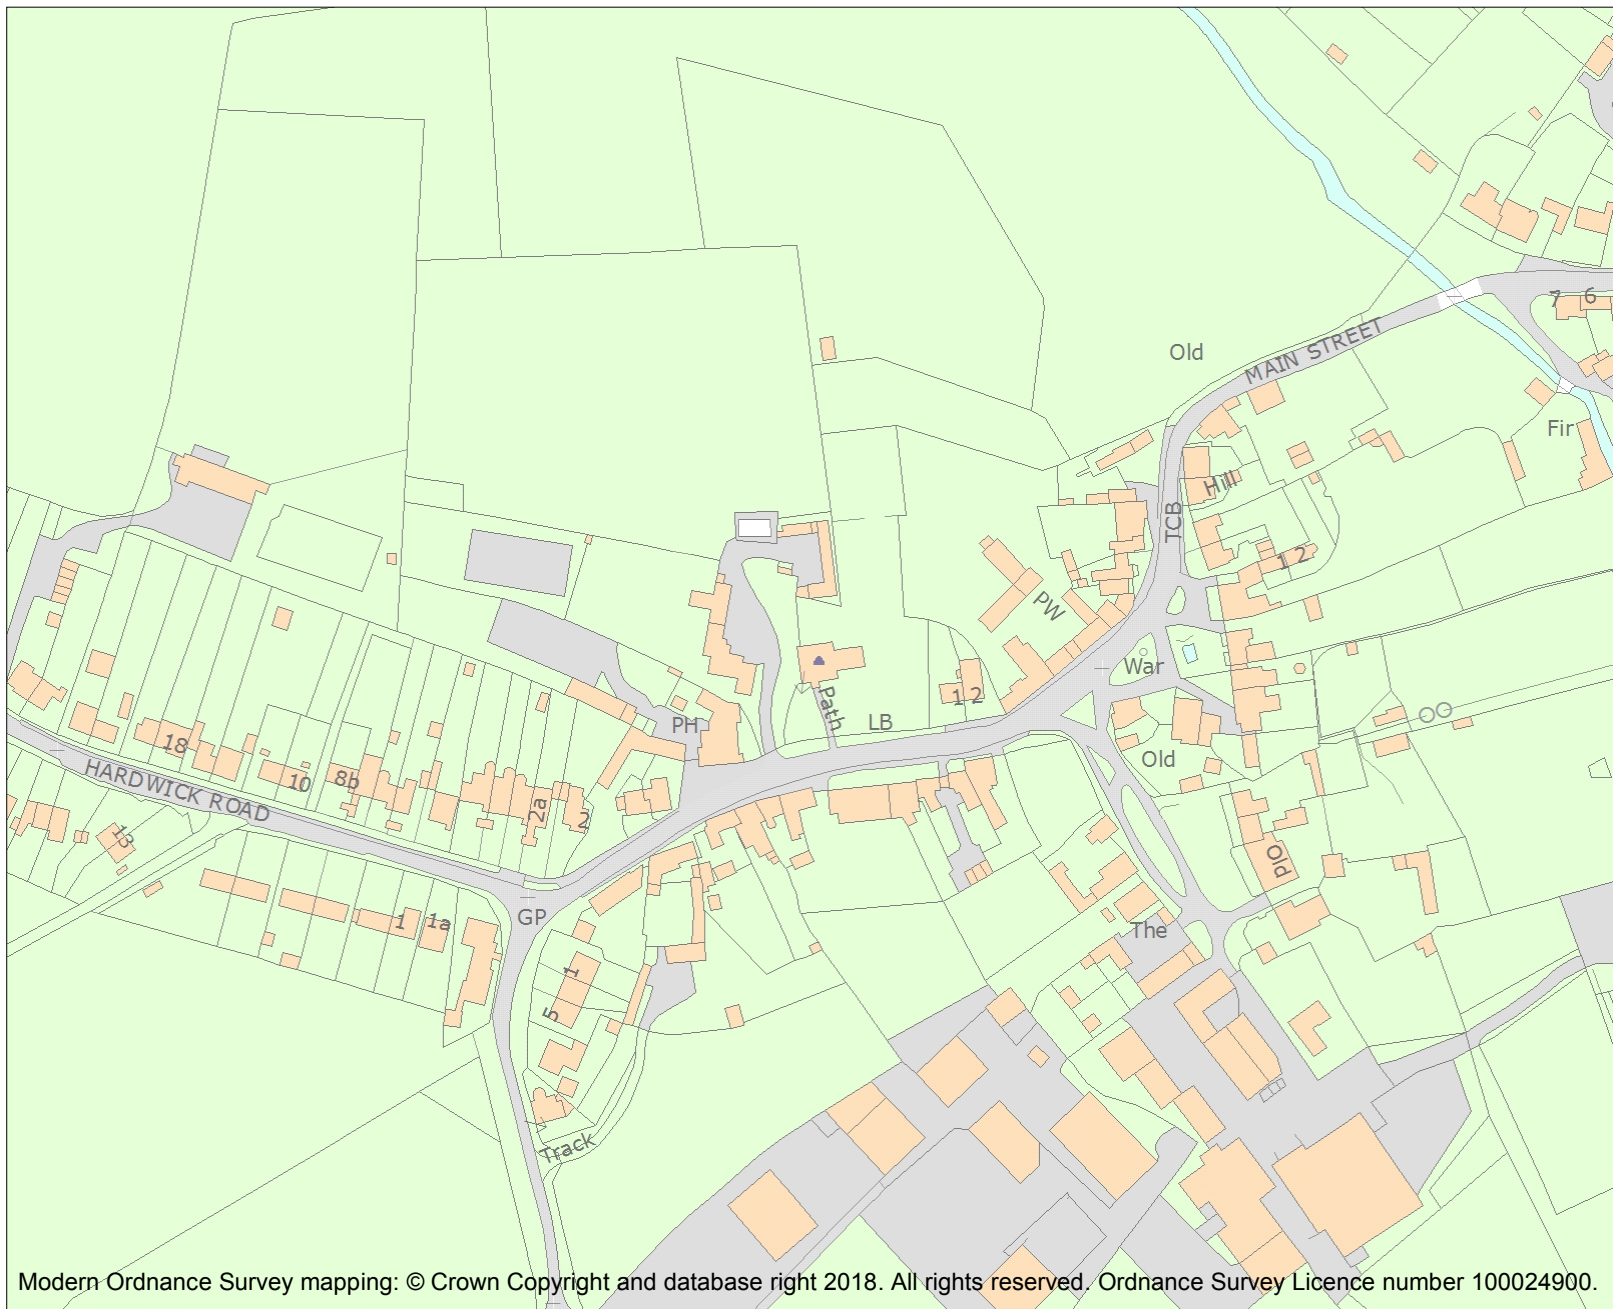 7 6
MAIN STREET
Old
Fir
Hill
TCB
1 2
PW
War
1 2
Path
LB
PH
Old
18
10
8b
HARDWICK ROAD
2a
2
13
Old
1
1a
GP
The
1
5
Track
Modern Ordnance Survey mapping: © Crown Copyright and database right 2018. All rights reserved. Ordnance Survey Licence number 100024900.